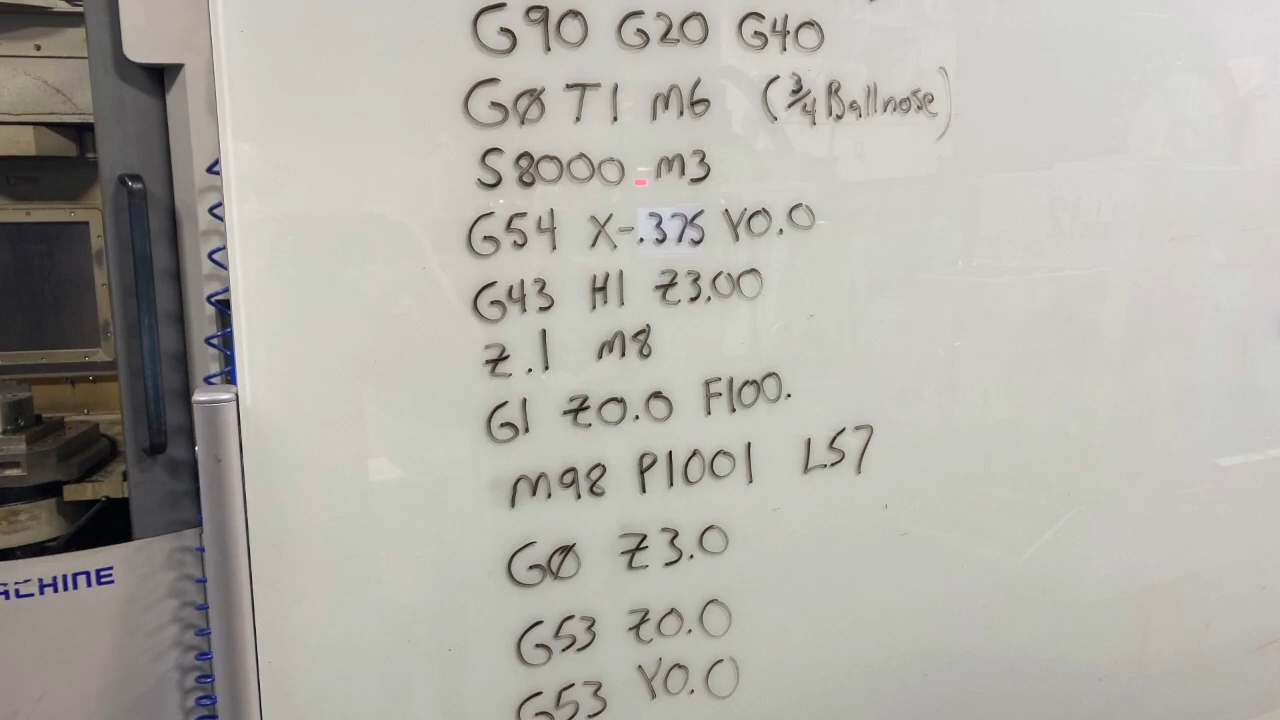 G90 G20 G40
GØ T1 M6 (3/4 Ballnose)
S8000 M3
G54 X-.375 Y0.0
G43 H1 Z3.00
Z.1 M8
G1 Z0.0 F100.
M98 P1001 L57
GØ Z3.0
G53 Z0.0
G53 Y0.0
ACHINE